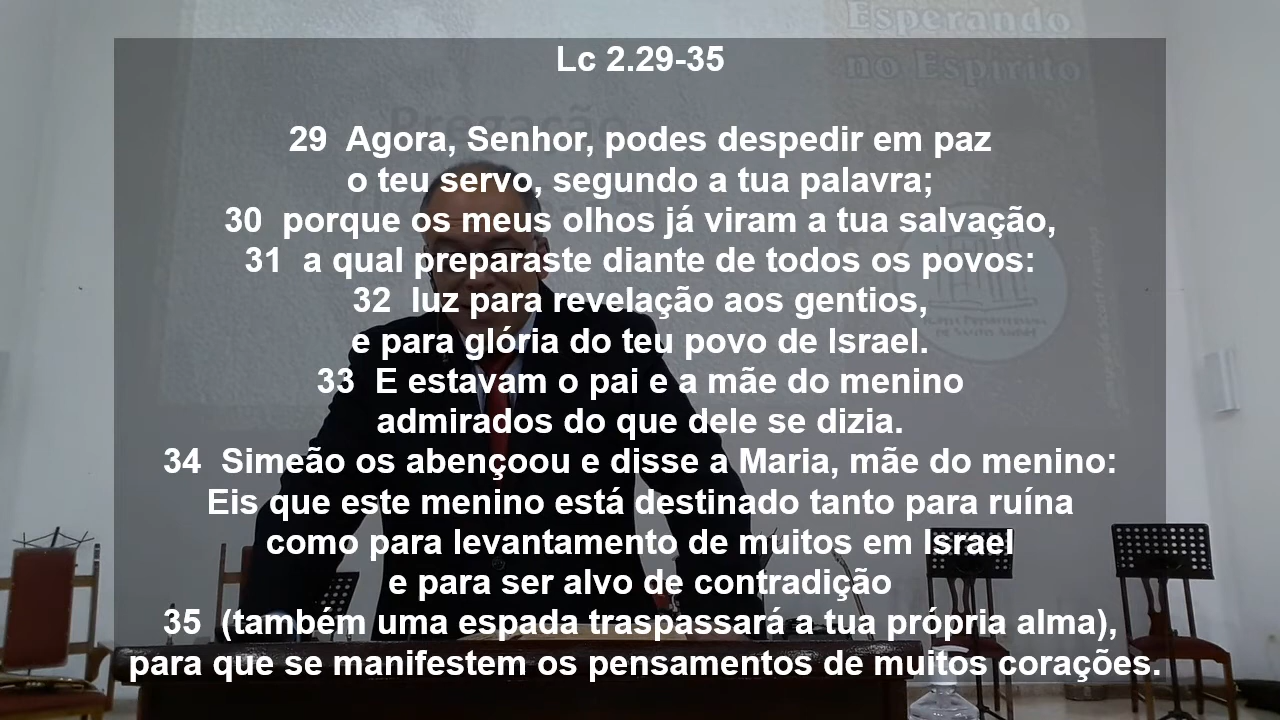 Esperando
no Espírito
Pregação
Lc 2.29-35
29 Agora, Senhor, podes despedir em paz
o teu servo, segundo a tua palavra;
30 porque os meus olhos já viram a tua salvação,
31 a qual preparaste diante de todos os povos:
32 luz para revelação aos gentios,
e para glória do teu povo de Israel.
33 E estavam o pai e a mãe do menino
admirados do que dele se dizia.
34 Simeão os abençoou e disse a Maria, mãe do menino:
Eis que este menino está destinado tanto para ruína
como para levantamento de muitos em Israel
e para ser alvo de contradição
35 (também uma espada traspassará a tua própria alma),
para que se manifestem os pensamentos de muitos corações.